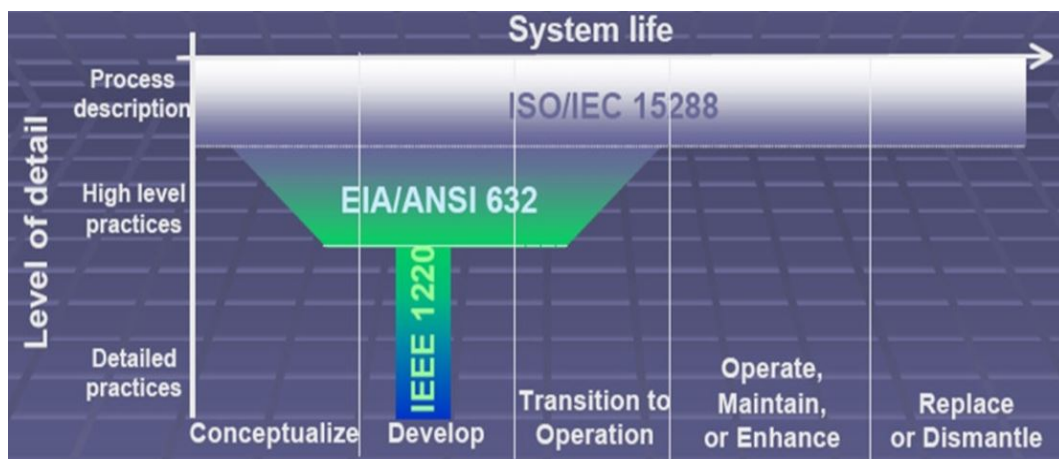 System life
Level of detail
Process
description
ISO/IEC 15288
High level
practices
EIA/ANSI 632
IEEE 1220
Detailed
practices
Conceptualize
Develop
Transition to
Operation
Operate,
Maintain,
or Enhance
Replace
or Dismantle